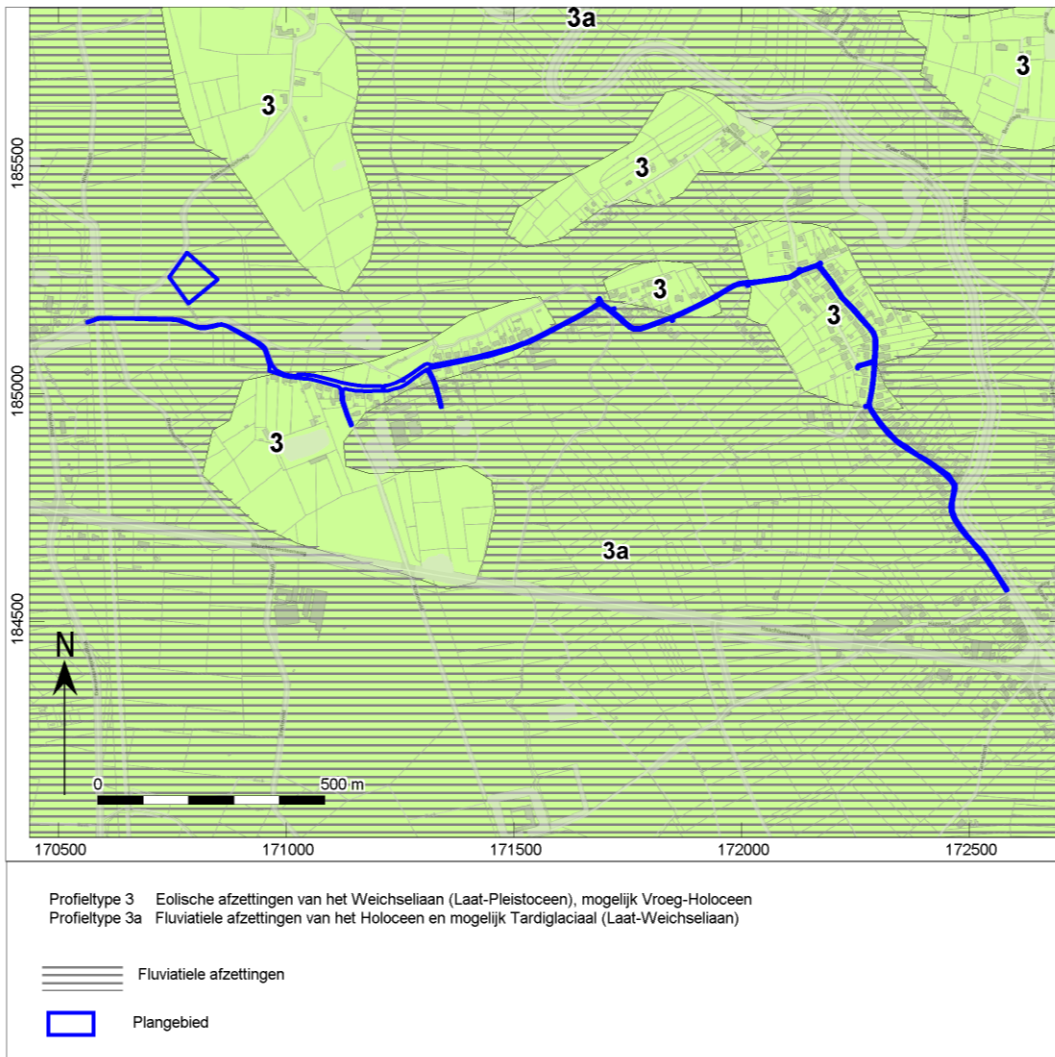 3a
3
3
3
3
3
3
3a
185500
185000
184500
N
0 500 m
170500 171000 171500 172000 172500
Profieltype 3 Eolische afzettingen van het Weichseliaan (Laat-Pleistoceen), mogelijk Vroeg-Holoceen
Profieltype 3a Fluviatiele afzettingen van het Holoceen en mogelijk Tardiglaciaal (Laat-Weichseliaan)
Fluviatiele afzettingen
Plangebied